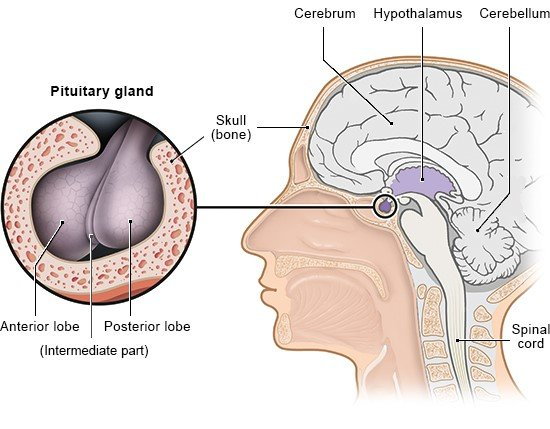 Cerebrum Hypothalamus Cerebellum
Pituitary gland
Skull
(bone)
Anterior lobe Posterior lobe
(Intermediate part)
Spinal
cord